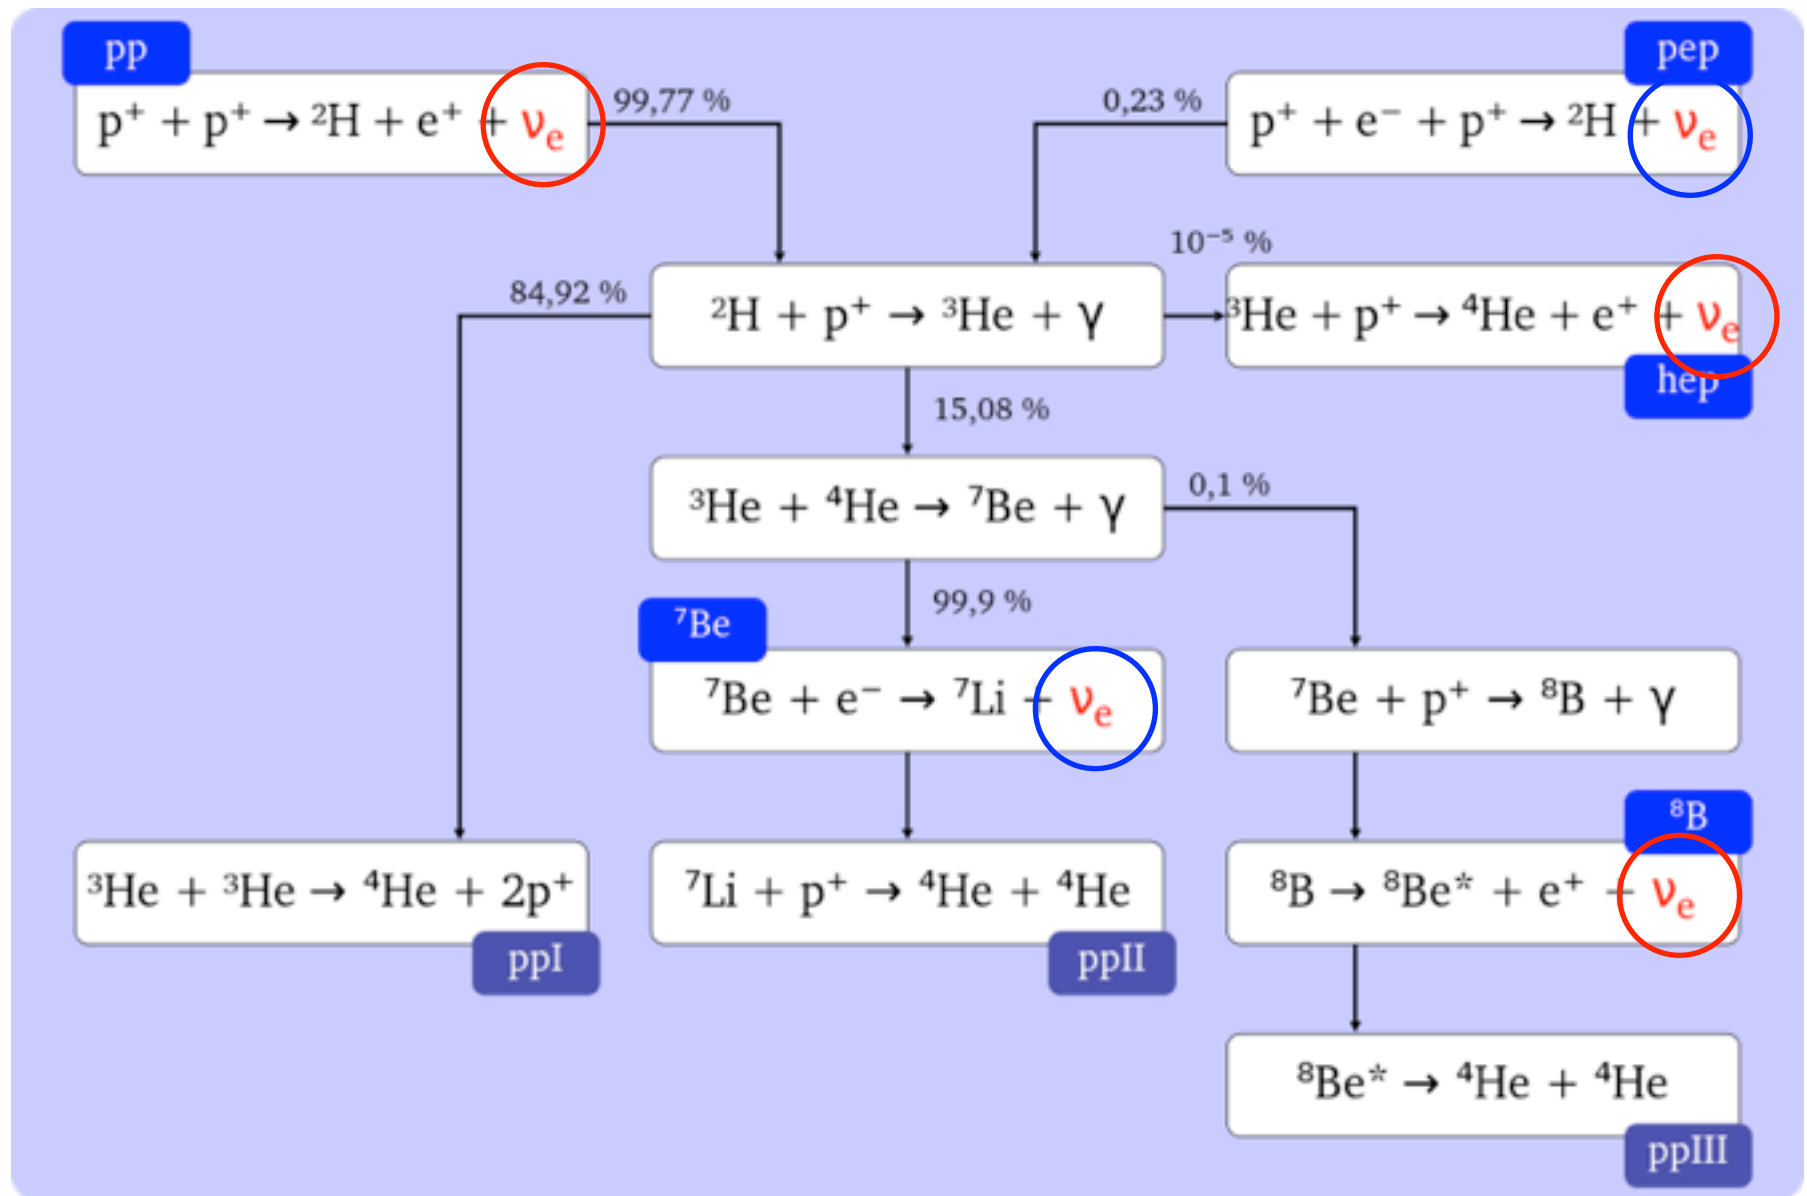 pp
pep
p⁺ + p⁺ → ²H + e⁺ + νₑ
99,77 %
0,23 %
p⁺ + e⁻ + p⁺ → ²H + νₑ
10⁻⁵ %
84,92 %
²H + p⁺ → ³He + γ
³He + p⁺ → ⁴He + e⁺ + νₑ
hep
15,08 %
³He + ⁴He → ⁷Be + γ
0,1 %
99,9 %
⁷Be
⁷Be + e⁻ → ⁷Li + νₑ
⁷Be + p⁺ → ⁸B + γ
⁸B
³He + ³He → ⁴He + 2p⁺
⁷Li + p⁺ → ⁴He + ⁴He
⁸B → ⁸Be* + e⁺ + νₑ
ppI
ppII
⁸Be* → ⁴He + ⁴He
ppIII